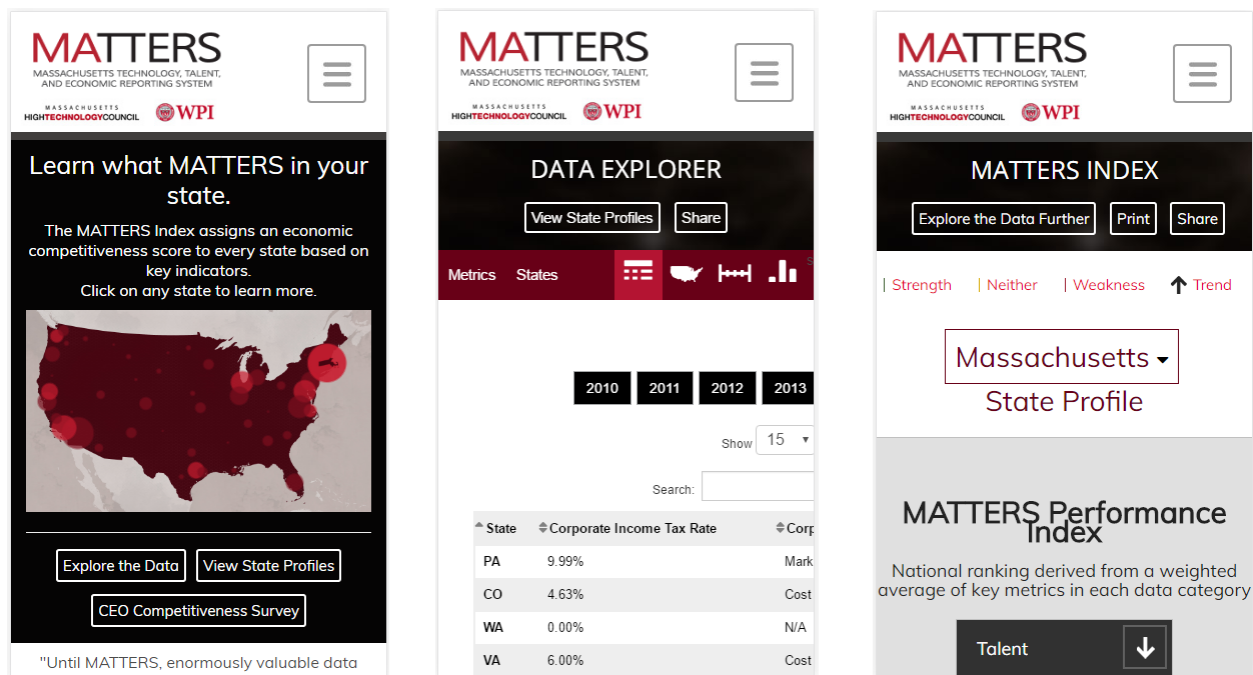 MATTERS
MASSACHUSETTS TECHNOLOGY, TALENT,
AND ECONOMIC REPORTING SYSTEM
MASSACHUSETTS
HIGHTECHNOLOGYCOUNCIL
WPI
Learn what MATTERS in your
state.
The MATTERS Index assigns an economic
competitiveness score to every state based on
key indicators.
Click on any state to learn more.
Explore the Data
View State Profiles
CEO Competitiveness Survey
"Until MATTERS, enormously valuable data
MATTERS
MASSACHUSETTS TECHNOLOGY, TALENT,
AND ECONOMIC REPORTING SYSTEM
MASSACHUSETTS
HIGHTECHNOLOGYCOUNCIL
WPI
DATA EXPLORER
View State Profiles
Share
Metrics States
S
2010 2011 2012 2013
Show 15
Search:
State Corporate Income Tax Rate Corp
PA 9.99% Mark
CO 4.63% Cost
WA 0.00% N/A
VA 6.00% Cost
MATTERS
MASSACHUSETTS TECHNOLOGY, TALENT,
AND ECONOMIC REPORTING SYSTEM
MASSACHUSETTS
HIGHTECHNOLOGYCOUNCIL
WPI
MATTERS INDEX
Explore the Data Further
Print
Share
| Strength | Neither | Weakness Trend
Massachusetts
State Profile
MATTERS Performance
Index
National ranking derived from a weighted
average of key metrics in each data category
Talent